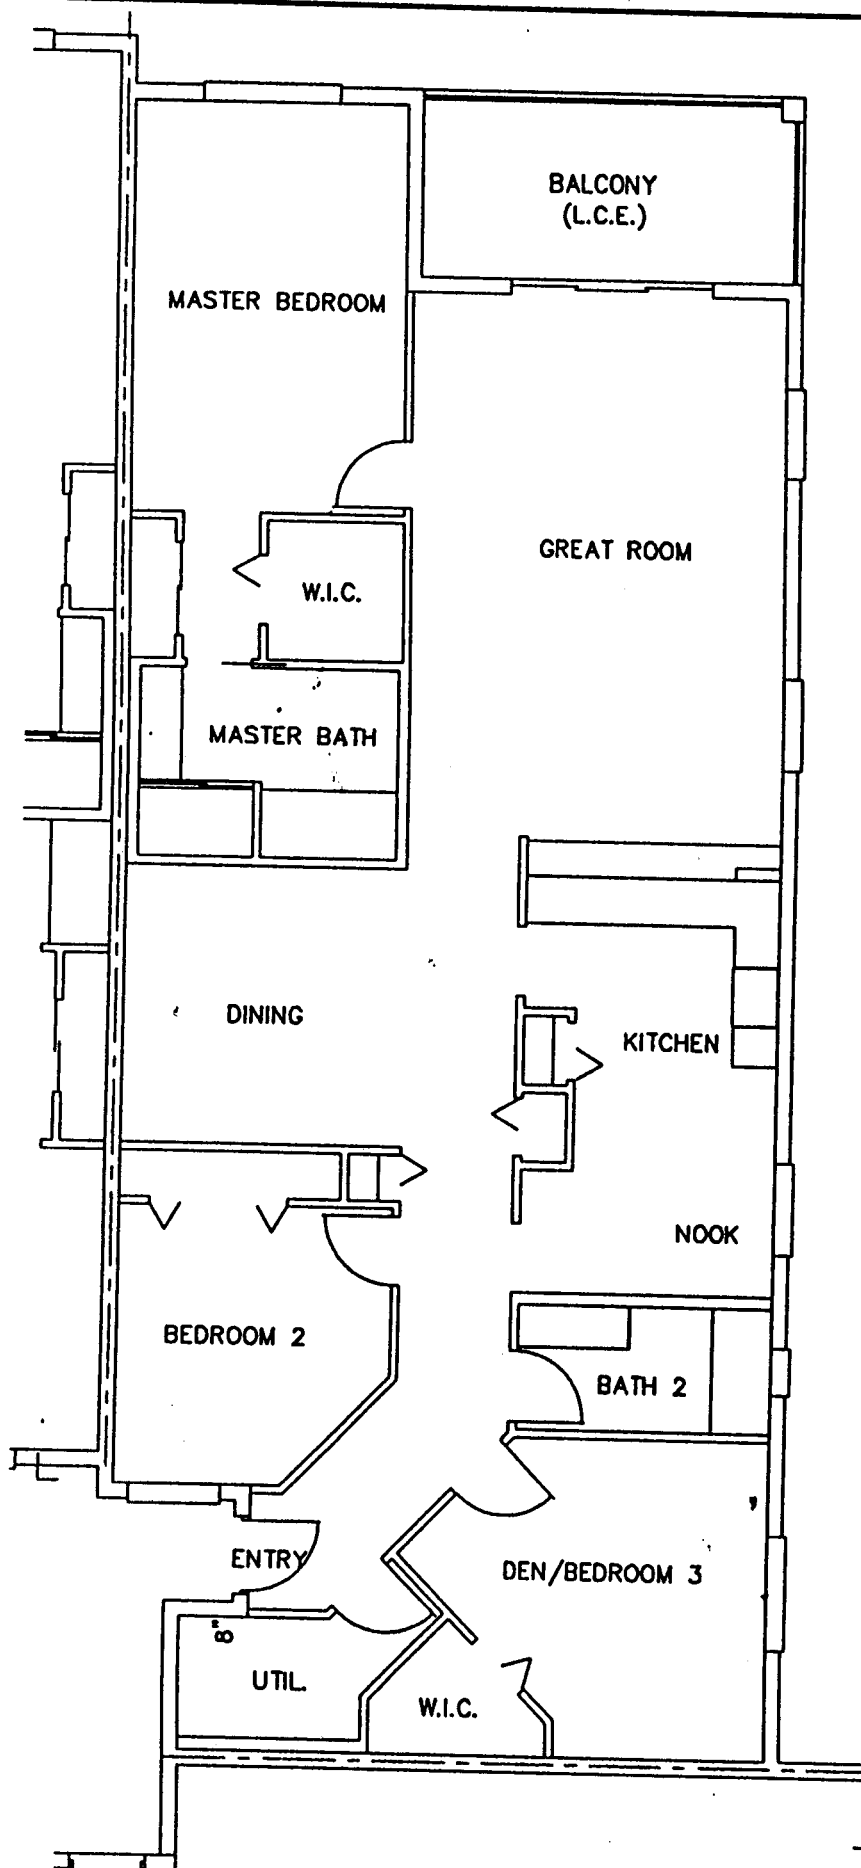 BALCONY
(L.C.E.)
MASTER BEDROOM
GREAT ROOM
W.I.C.
MASTER BATH
DINING
KITCHEN
NOOK
BEDROOM 2
BATH 2
ENTRY
DEN/BEDROOM 3
8"
UTIL.
W.I.C.